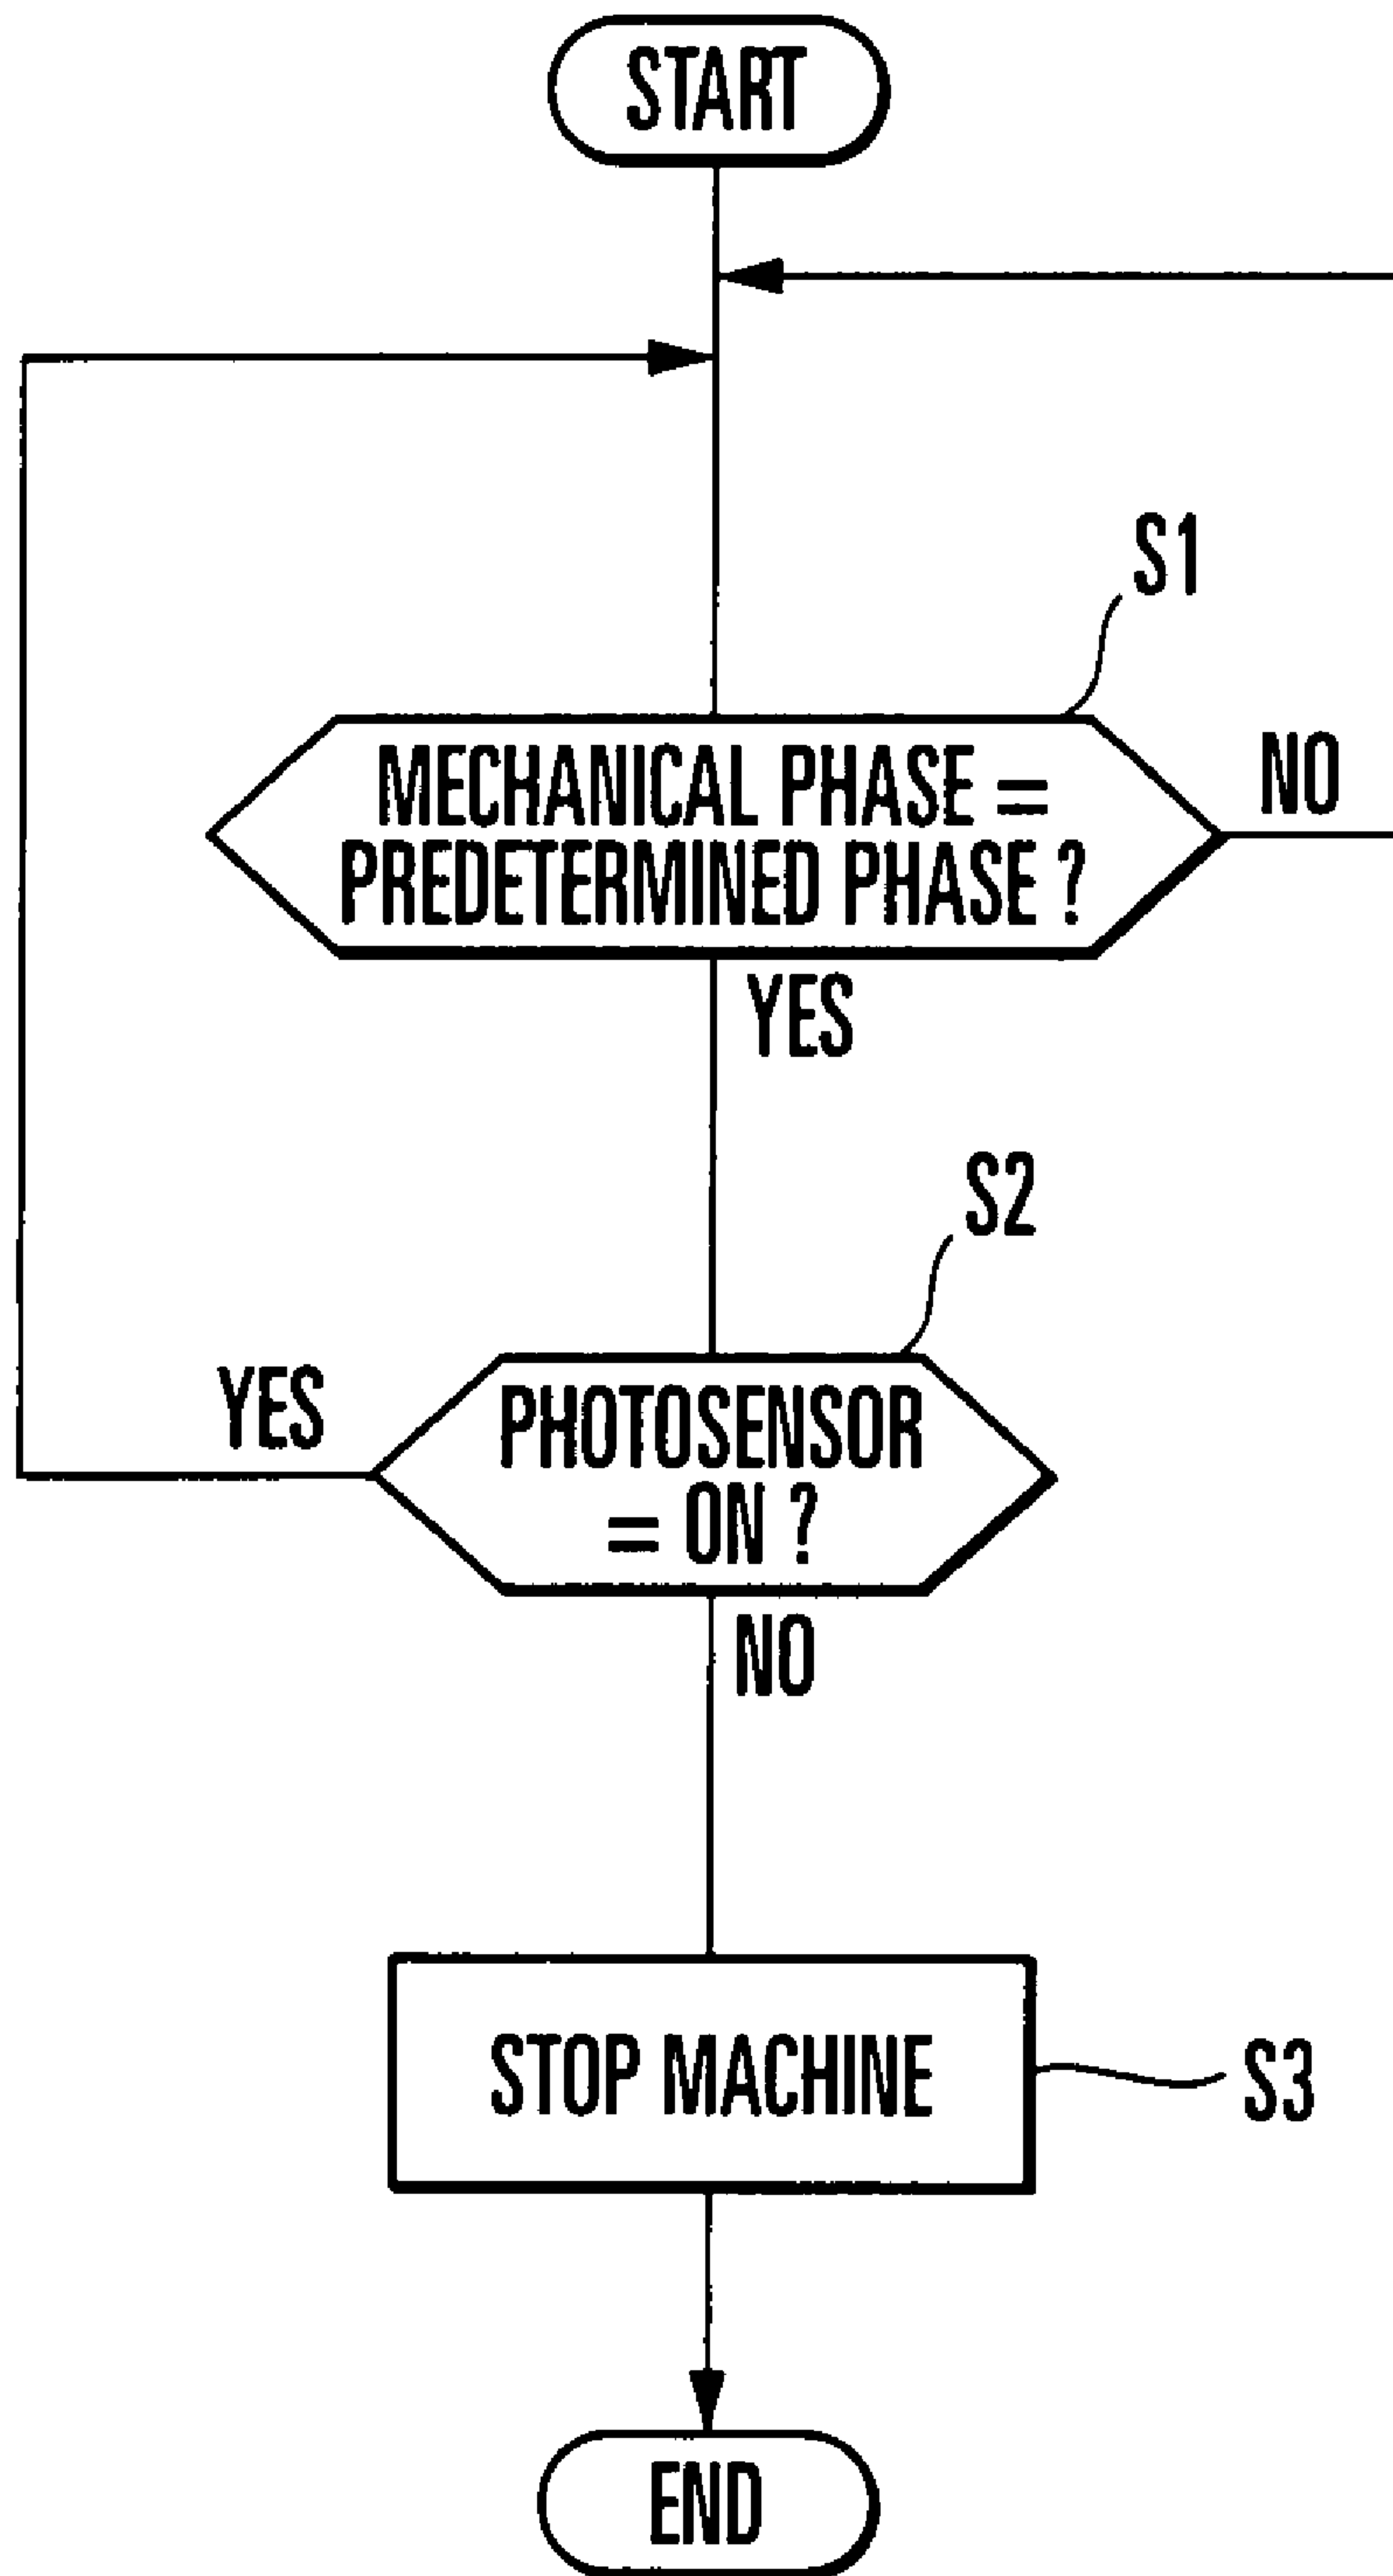 START
S1
MECHANICAL PHASE =
PREDETERMINED PHASE ?
NO
YES
S2
YES
PHOTOSENSOR
= ON ?
NO
STOP MACHINE
S3
END